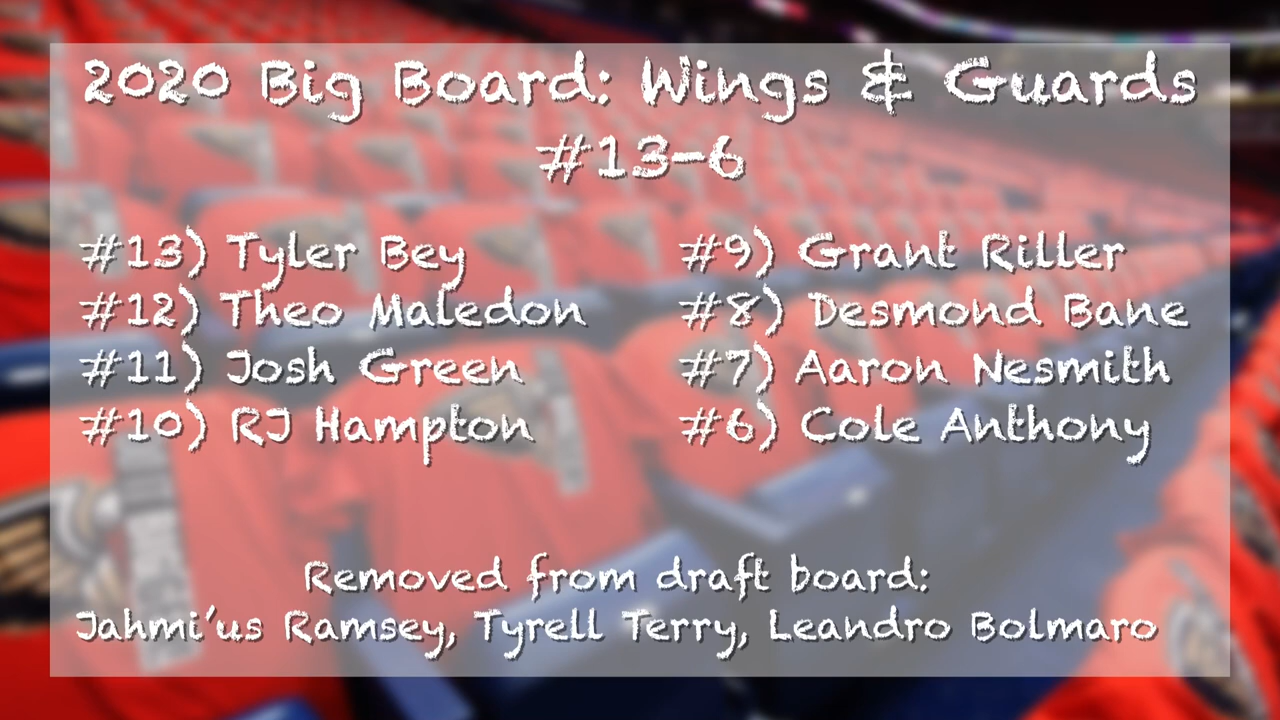 2020 Big Board: Wings & Guards
#13-6
#13) Tyler Bey
#12) Theo Maledon
#11) Josh Green
#10) RJ Hampton
#9) Grant Riller
#8) Desmond Bane
#7) Aaron Nesmith
#6) Cole Anthony
Removed from draft board:
Jahmi'us Ramsey, Tyrell Terry, Leandro Bolmaro